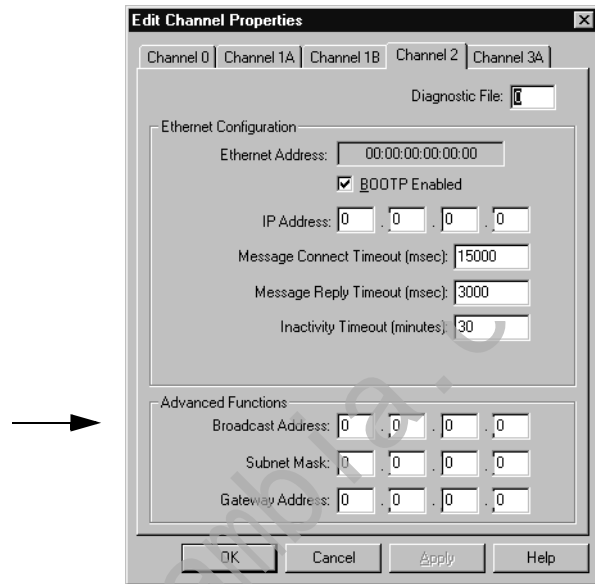 Edit Channel Properties
Channel 0 Channel 1A Channel 1B Channel 2 Channel 3A
Diagnostic File: 0
Ethernet Configuration
Ethernet Address: 00:00:00:00:00:00
BOOTP Enabled
IP Address: 0 . 0 . 0 . 0
Message Connect Timeout (msec): 15000
Message Reply Timeout (msec): 3000
Inactivity Timeout (minutes): 30
Advanced Functions
Broadcast Address: 0 . 0 . 0 . 0
Subnet Mask: 0 . 0 . 0 . 0
Gateway Address: 0 . 0 . 0 . 0
OK Cancel Apply Help